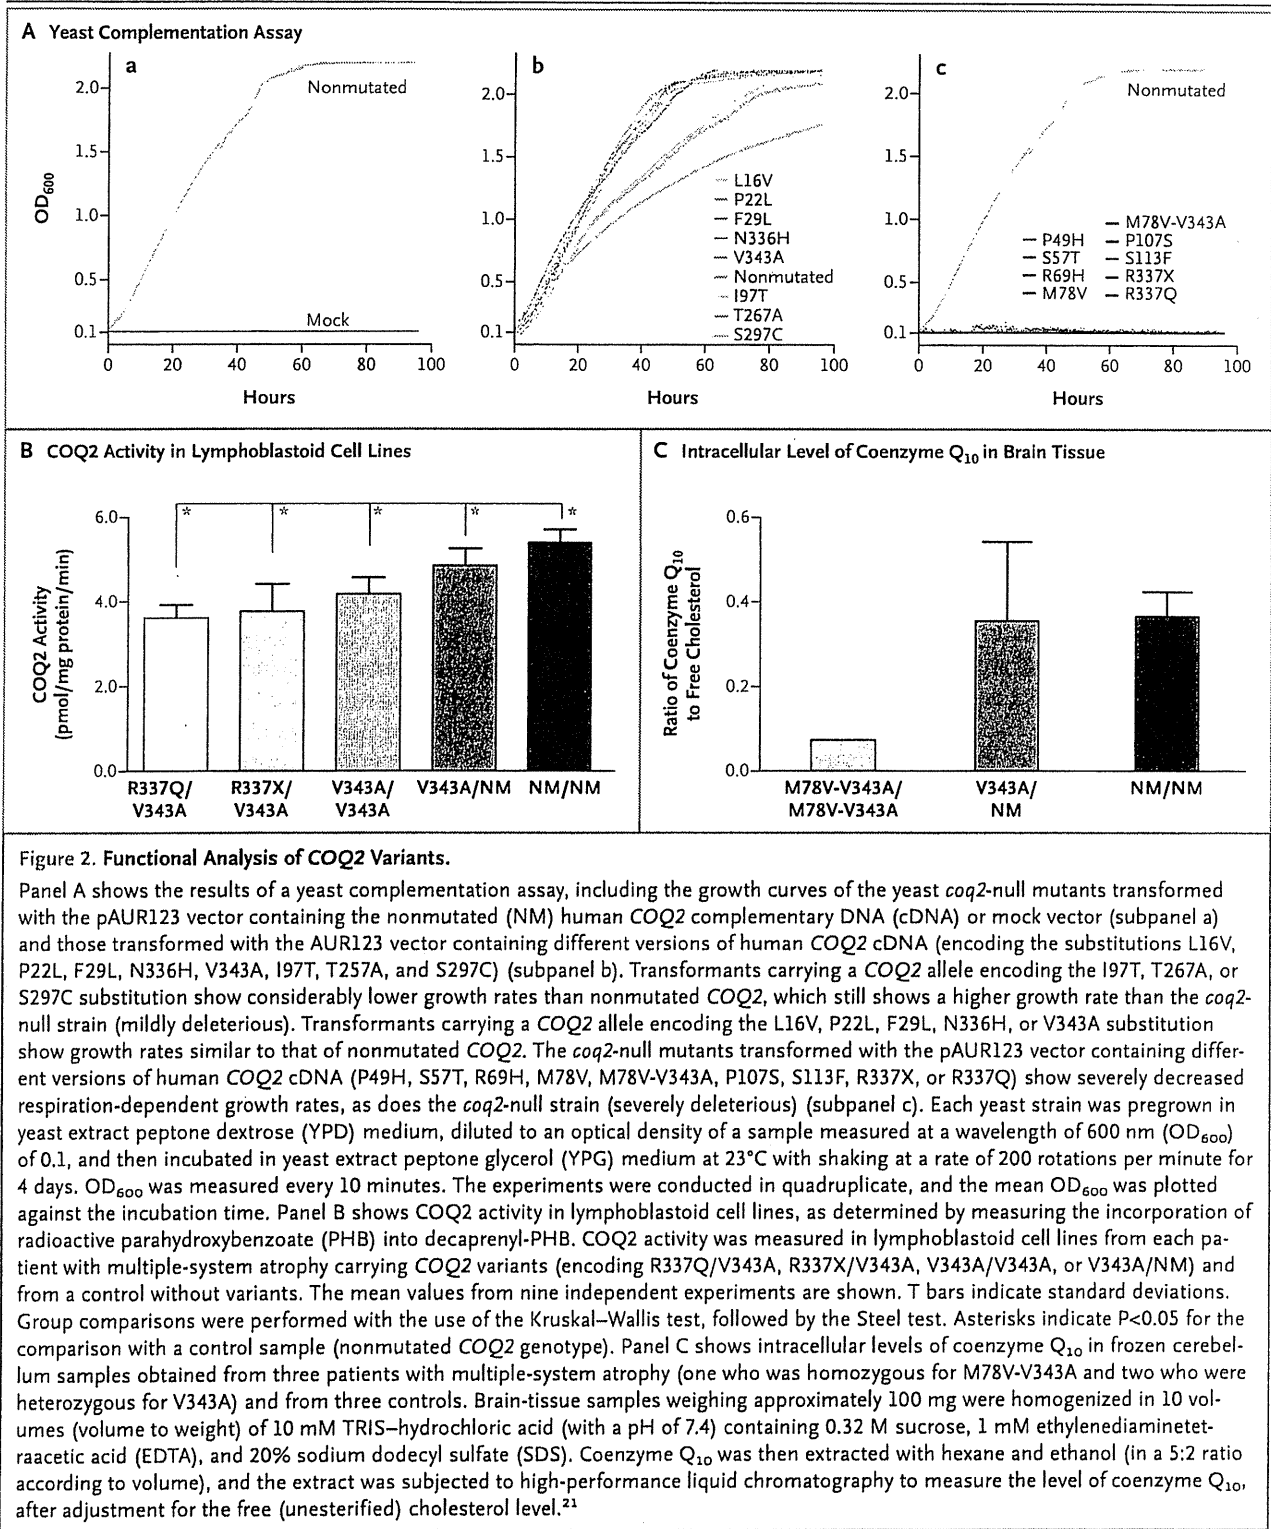 A Yeast Complementation Assay
a
2.0
1.5
1.0
0.5
0.1
OD600
Nonmutated
Mock
0 20 40 60 80 100
Hours
b
2.0
1.5
1.0
0.5
0.1
L16V
P22L
F29L
N336H
V343A
Nonmutated
I97T
T267A
S297C
0 20 40 60 80 100
Hours
c
2.0
1.5
1.0
0.5
0.1
Nonmutated
M78V-V343A
P49H P107S
S57T S113F
R69H R337X
M78V R337Q
0 20 40 60 80 100
Hours
B COQ2 Activity in Lymphoblastoid Cell Lines
COQ2 Activity
(pmol/mg protein/min)
* * * * *
6.0
4.0
2.0
0.0
R337Q/ R337X/ V343A/ V343A/NM NM/NM
V343A V343A V343A
C Intracellular Level of Coenzyme Q10 in Brain Tissue
Ratio of Coenzyme Q10
to Free Cholesterol
0.6
0.4
0.2
0.0
M78V-V343A/ V343A/ NM/NM
M78V-V343A NM
Figure 2. Functional Analysis of COQ2 Variants.
Panel A shows the results of a yeast complementation assay, including the growth curves of the yeast coq2-null mutants transformed
with the pAUR123 vector containing the nonmutated (NM) human COQ2 complementary DNA (cDNA) or mock vector (subpanel a)
and those transformed with the AUR123 vector containing different versions of human COQ2 cDNA (encoding the substitutions L16V,
P22L, F29L, N336H, V343A, I97T, T257A, and S297C) (subpanel b). Transformants carrying a COQ2 allele encoding the I97T, T267A, or
S297C substitution show considerably lower growth rates than nonmutated COQ2, which still shows a higher growth rate than the coq2-
null strain (mildly deleterious). Transformants carrying a COQ2 allele encoding the L16V, P22L, F29L, N336H, or V343A substitution
show growth rates similar to that of nonmutated COQ2. The coq2-null mutants transformed with the pAUR123 vector containing differ-
ent versions of human COQ2 cDNA (P49H, S57T, R69H, M78V, M78V-V343A, P107S, S113F, R337X, or R337Q) show severely decreased
respiration-dependent growth rates, as does the coq2-null strain (severely deleterious) (subpanel c). Each yeast strain was pregrown in
yeast extract peptone dextrose (YPD) medium, diluted to an optical density of a sample measured at a wavelength of 600 nm (OD600)
of 0.1, and then incubated in yeast extract peptone glycerol (YPG) medium at 23°C with shaking at a rate of 200 rotations per minute for
4 days. OD600 was measured every 10 minutes. The experiments were conducted in quadruplicate, and the mean OD600 was plotted
against the incubation time. Panel B shows COQ2 activity in lymphoblastoid cell lines, as determined by measuring the incorporation of
radioactive parahydroxybenzoate (PHB) into decaprenyl-PHB. COQ2 activity was measured in lymphoblastoid cell lines from each pa-
tient with multiple-system atrophy carrying COQ2 variants (encoding R337Q/V343A, R337X/V343A, V343A/V343A, or V343A/NM) and
from a control without variants. The mean values from nine independent experiments are shown. T bars indicate standard deviations.
Group comparisons were performed with the use of the Kruskal–Wallis test, followed by the Steel test. Asterisks indicate P<0.05 for the
comparison with a control sample (nonmutated COQ2 genotype). Panel C shows intracellular levels of coenzyme Q10 in frozen cerebel-
lum samples obtained from three patients with multiple-system atrophy (one who was homozygous for M78V-V343A and two who were
heterozygous for V343A) and from three controls. Brain-tissue samples weighing approximately 100 mg were homogenized in 10 vol-
umes (volume to weight) of 10 mM TRIS–hydrochloric acid (with a pH of 7.4) containing 0.32 M sucrose, 1 mM ethylenediaminetet-
raacetic acid (EDTA), and 20% sodium dodecyl sulfate (SDS). Coenzyme Q10 was then extracted with hexane and ethanol (in a 5:2 ratio
according to volume), and the extract was subjected to high-performance liquid chromatography to measure the level of coenzyme Q10,
after adjustment for the free (unesterified) cholesterol level.21